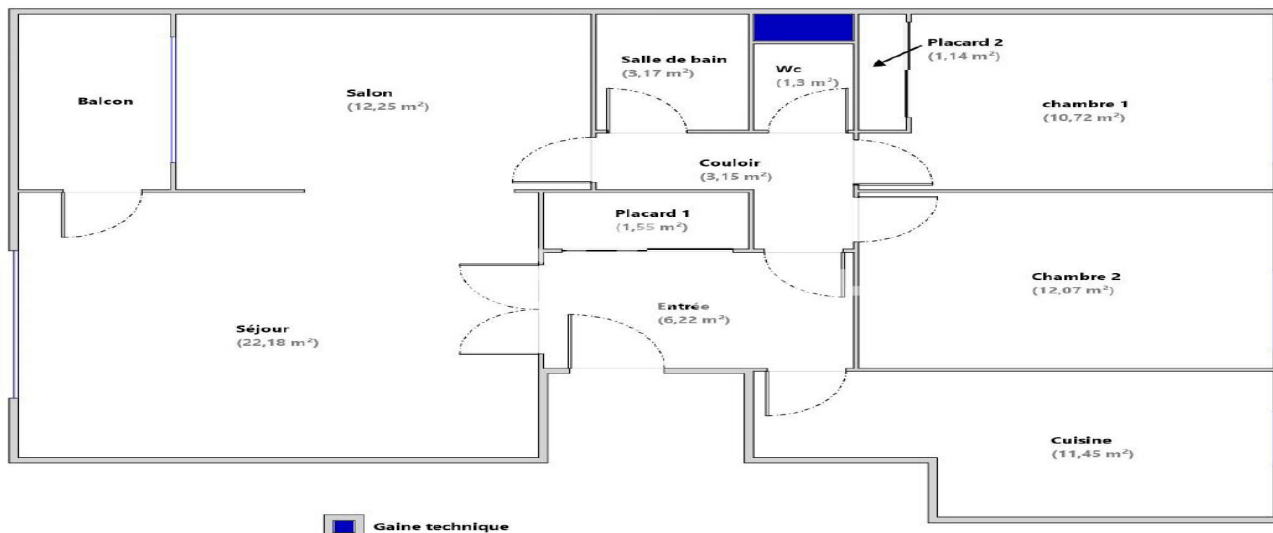 Balcon
Salon
(12,25 m²)
Salle de bain
(3,17 m²)
Wc
(1,3 m²)
Placard 2
(1,14 m²)
chambre 1
(10,72 m²)
Couloir
(3,15 m²)
Placard 1
(1,55 m²)
Chambre 2
(12,07 m²)
Entrée
(6,22 m²)
Séjour
(22,18 m²)
Cuisine
(11,45 m²)
Gaine technique